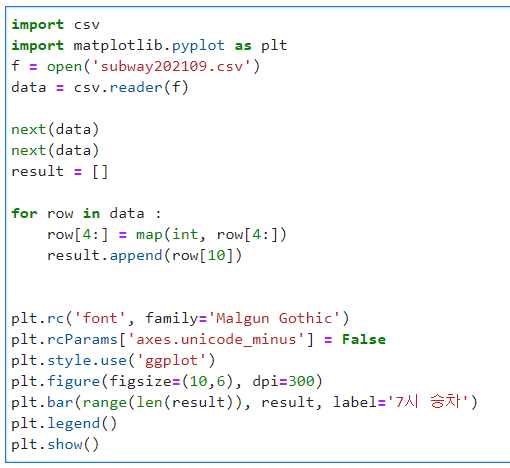 import csv
import matplotlib.pyplot as plt
f = open('subway202109.csv')
data = csv.reader(f)
next(data)
next(data)
result = []
for row in data :
    row[4:] = map(int, row[4:])
    result.append(row[10])
plt.rc('font', family='Malgun Gothic')
plt.rcParams['axes.unicode_minus'] = False
plt.style.use('ggplot')
plt.figure(figsize=(10,6), dpi=300)
plt.bar(range(len(result)), result, label='7시 승차')
plt.legend()
plt.show()